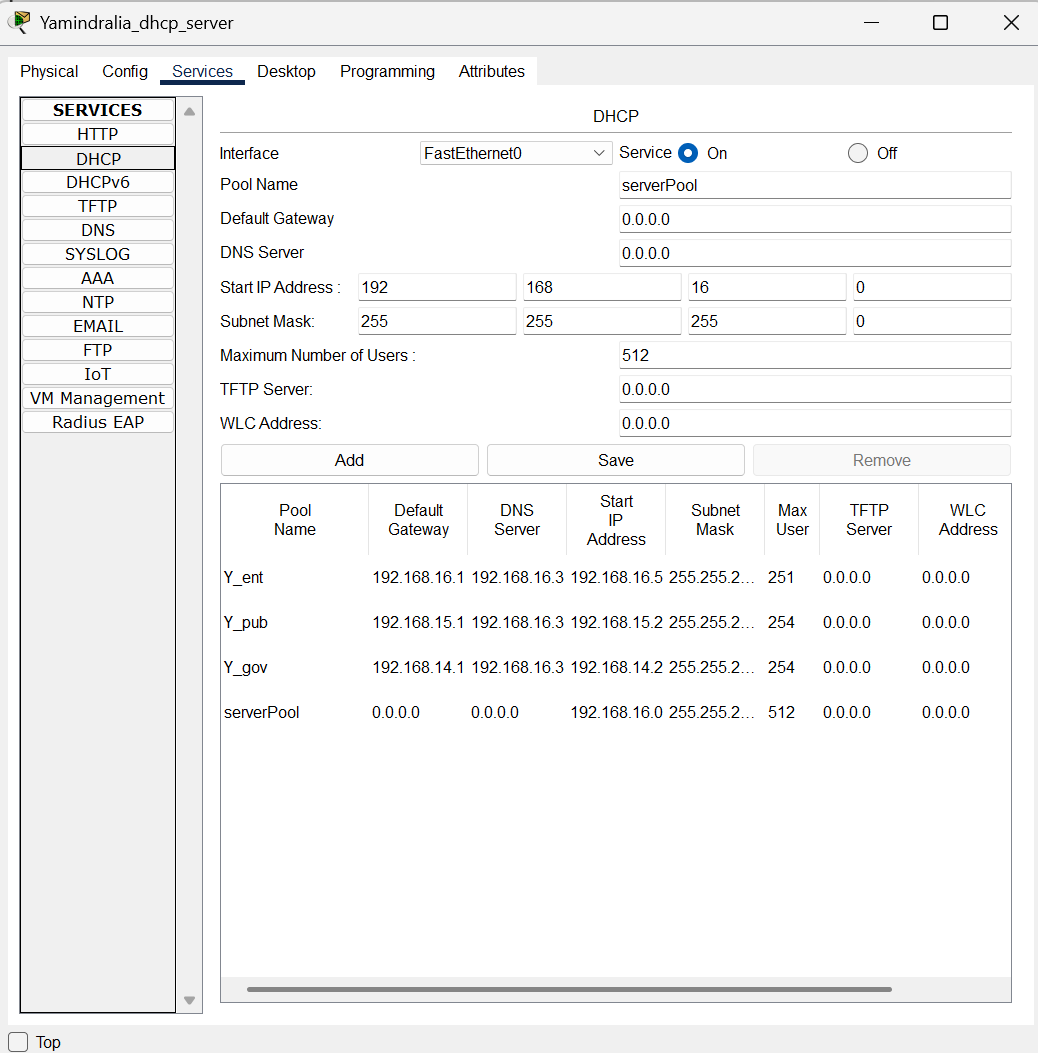 Yamindralia_dhcp_server
Physical Config Services Desktop Programming Attributes
SERVICES
HTTP
DHCP
DHCPv6
TFTP
DNS
SYSLOG
AAA
NTP
EMAIL
FTP
IoT
VM Management
Radius EAP
DHCP
Interface FastEthernet0 Service On Off
Pool Name serverPool
Default Gateway 0.0.0.0
DNS Server 0.0.0.0
Start IP Address : 192 168 16 0
Subnet Mask: 255 255 255 0
Maximum Number of Users : 512
TFTP Server: 0.0.0.0
WLC Address: 0.0.0.0
Add Save Remove
Pool Name Default Gateway DNS Server Start IP Address Subnet Mask Max User TFTP Server WLC Address
Y_ent 192.168.16.1 192.168.16.3 192.168.16.5 255.255.2... 251 0.0.0.0 0.0.0.0
Y_pub 192.168.15.1 192.168.16.3 192.168.15.2 255.255.2... 254 0.0.0.0 0.0.0.0
Y_gov 192.168.14.1 192.168.16.3 192.168.14.2 255.255.2... 254 0.0.0.0 0.0.0.0
serverPool 0.0.0.0 0.0.0.0 192.168.16.0 255.255.2... 512 0.0.0.0 0.0.0.0
Top